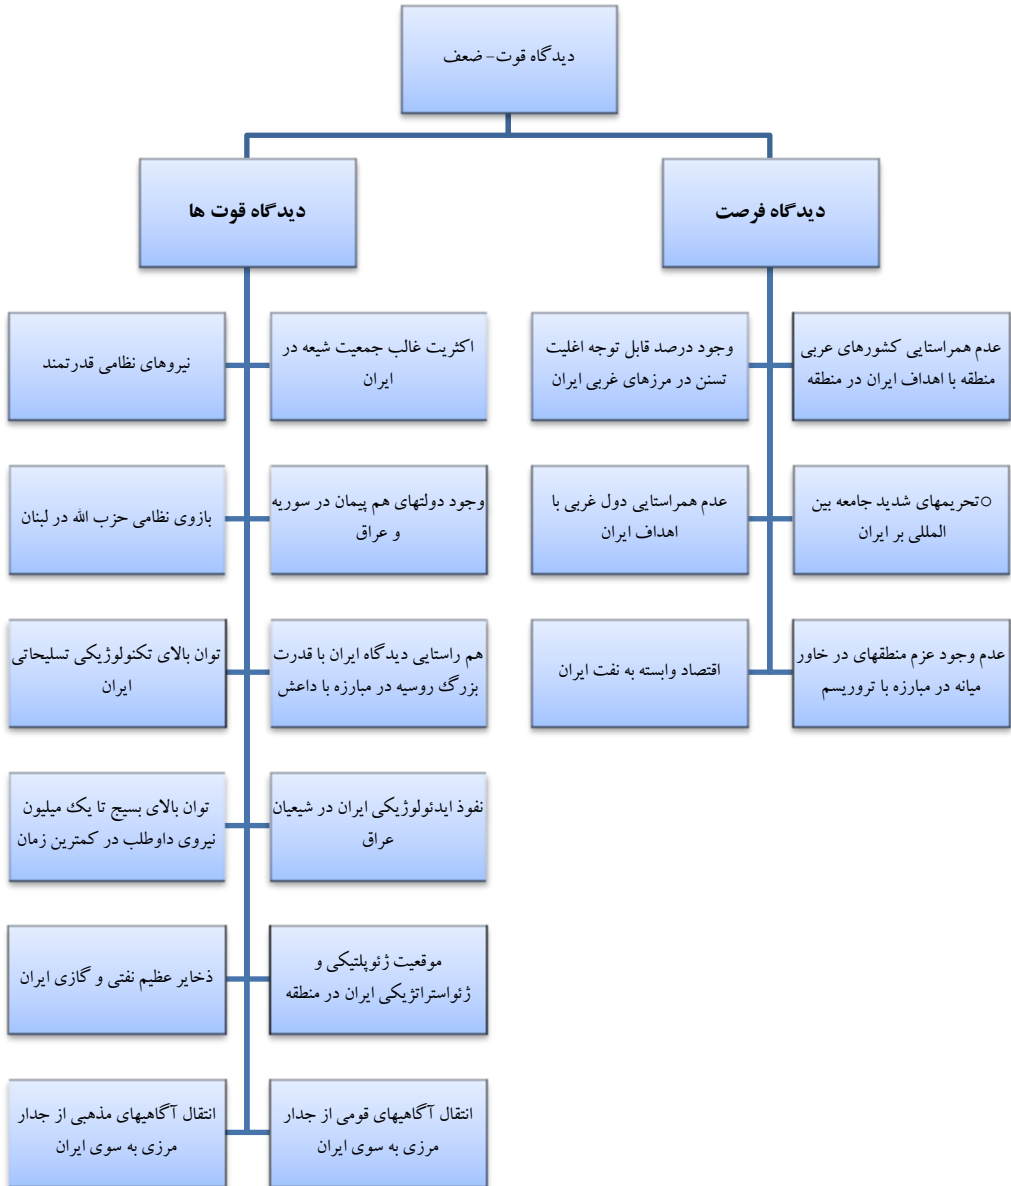 دیدگاه قوت- ضعف
دیدگاه فرصت
عدم همراستایی کشورهای عربی
منطقه با اهداف ایران در منطقه
وجود درصد قابل توجه اغلیت
تسنن در مرزهای غربی ایران
oتحریمهای شدید جامعه بین
المللی بر ایران
عدم همراستایی دول غربی با
اهداف ایران
عدم وجود عزم منطقهای در خاور
میانه در مبارزه با تروریسم
اقتصاد وابسته به نفت ایران
دیدگاه قوت ها
اکثریت غالب جمعیت شیعه در
ایران
نیروهای نظامی قدرتمند
وجود دولتهای هم پیمان در سوریه
و عراق
بازوی نظامی حزب الله در لبنان
هم راستایی دیدگاه ایران با قدرت
بزرگ روسیه در مبارزه با داعش
توان بالای تکنولوژیکی تسلیحاتی
ایران
نفوذ ایدئولوژیکی ایران در شیعیان
عراق
توان بالای بسیج تا یک میلیون
نیروی داوطلب در کمترین زمان
موقعیت ژئوپلتیکی و
ژئواستراتژیکی ایران در منطقه
ذخایر عظیم نفتی و گازی ایران
انتقال آگاهیهای قومی از جدار
مرزی به سوی ایران
انتقال آگاهیهای مذهبی از جدار
مرزی به سوی ایران